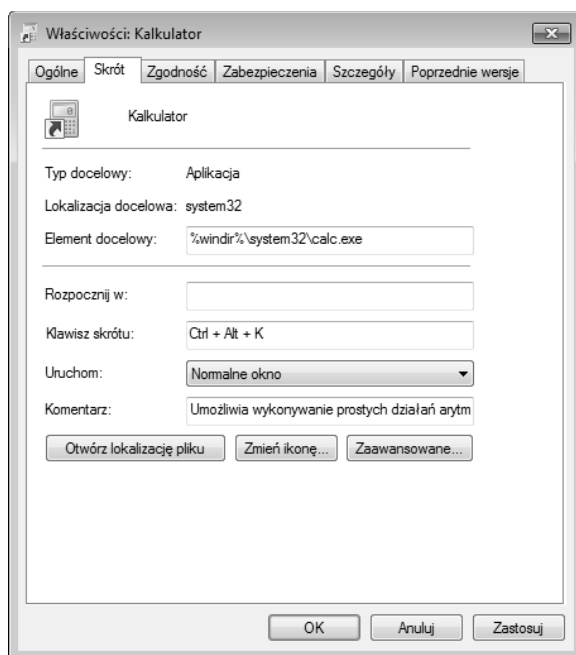 Właściwości: Kalkulator
Ogólne Skrót Zgodność Zabezpieczenia Szczegóły Poprzednie wersje
Kalkulator
Typ docelowy: Aplikacja
Lokalizacja docelowa: system32
Element docelowy: %windir%\system32\calc.exe
Rozpocznij w:
Klawisz skrótu: Ctrl + Alt + K
Uruchom: Normalne okno
Komentarz: Umożliwia wykonywanie prostych działań arytm
Otwórz lokalizację pliku Zmień ikonę... Zaawansowane...
OK Anuluj Zastosuj